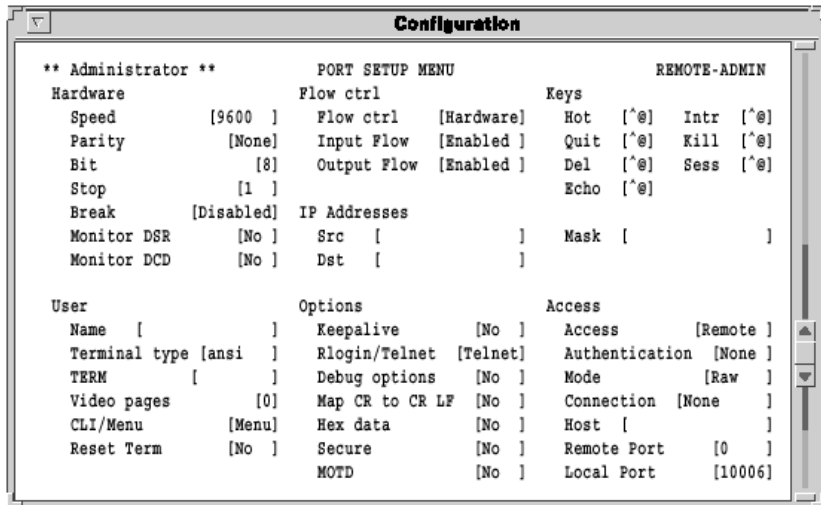 Configuration
** Administrator ** PORT SETUP MENU REMOTE-ADMIN
Hardware Flow ctrl Keys
Speed [9600 ] Flow ctrl [Hardware] Hot [^@] Intr [^@]
Parity [None] Input Flow [Enabled ] Quit [^@] Kill [^@]
Bit [8] Output Flow [Enabled ] Del [^@] Sess [^@]
Stop [1 ] Echo [^@]
Break [Disabled] IP Addresses
Monitor DSR [No ] Src [ ] Mask [ ]
Monitor DCD [No ] Dst [ ]
User Options Access
Name [ ] Keepalive [No ] Access [Remote ]
Terminal type [ansi ] Rlogin/Telnet [Telnet] Authentication [None ]
TERM [ ] Debug options [No ] Mode [Raw ]
Video pages [0] Map CR to CR LF [No ] Connection [None ]
CLI/Menu [Menu] Hex data [No ] Host [ ]
Reset Term [No ] Secure [No ] Remote Port [0 ]
MOTD [No ] Local Port [10006]